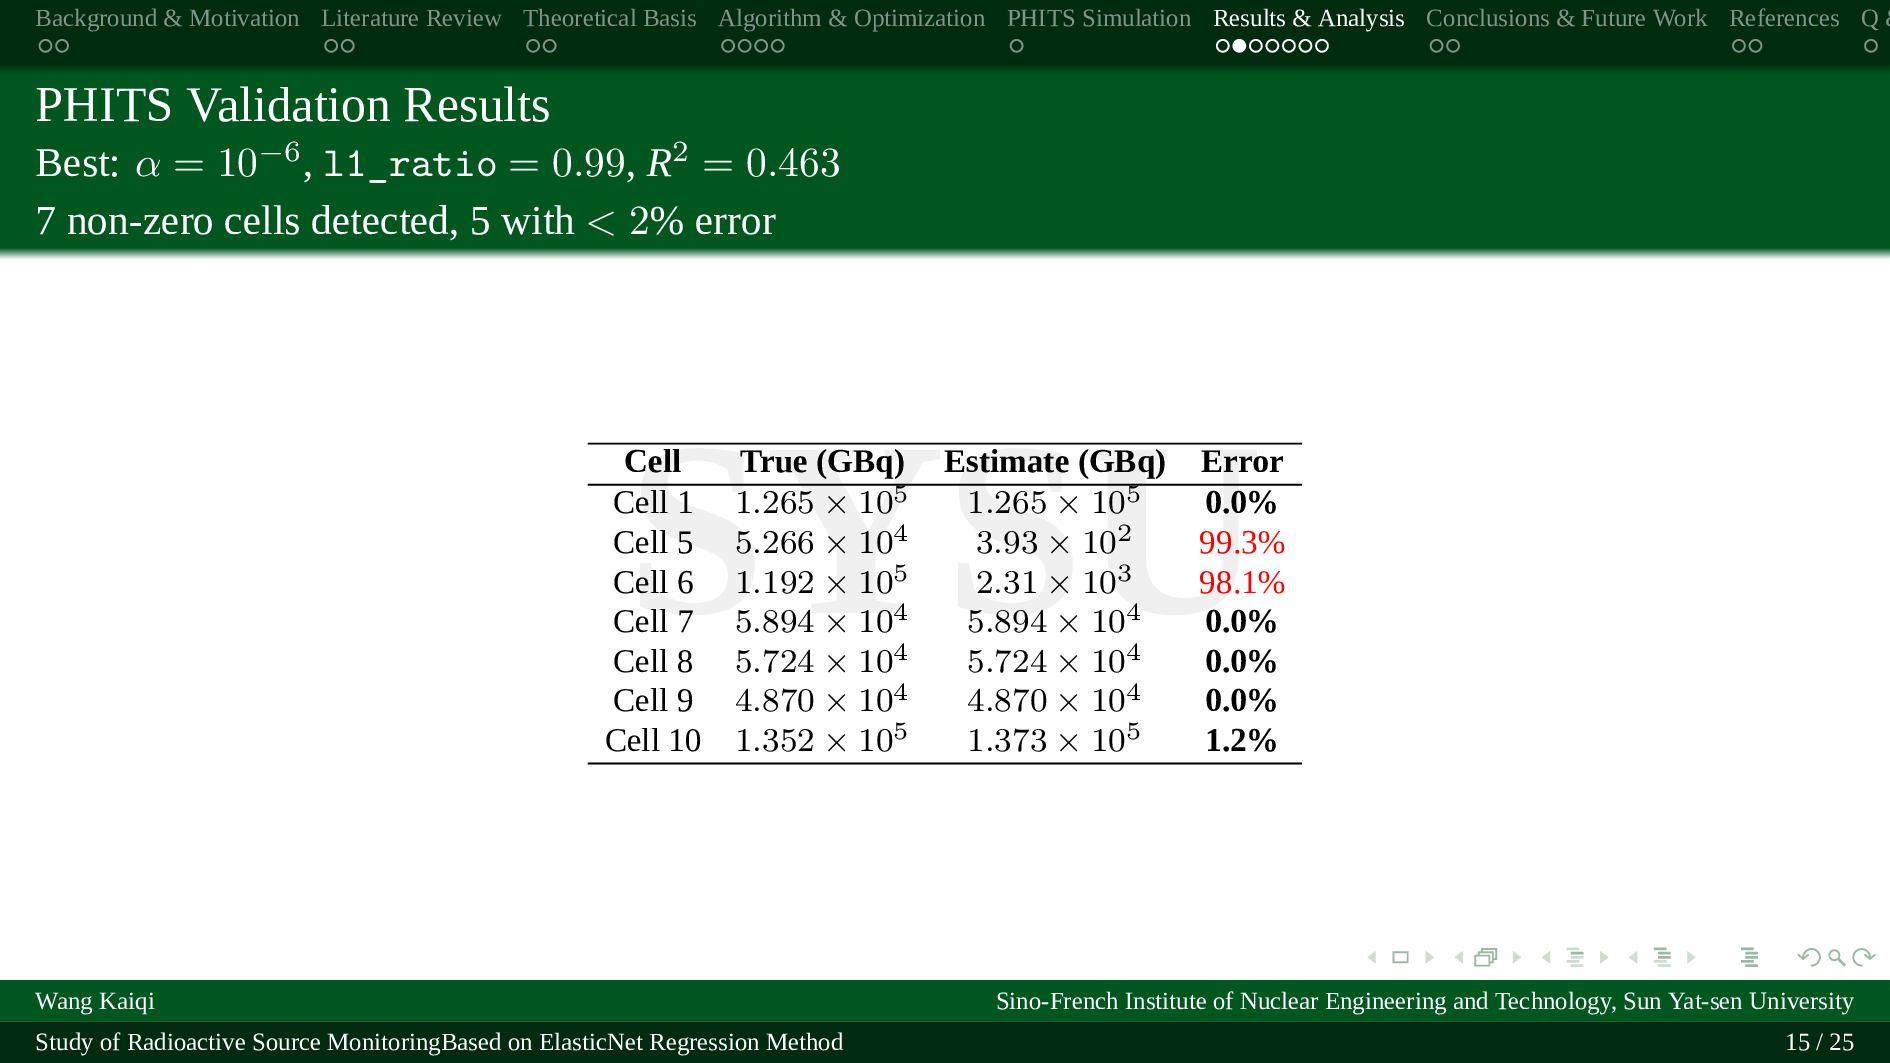 Background & Motivation Literature Review Theoretical Basis Algorithm & Optimization PHITS Simulation Results & Analysis Conclusions & Future Work References Q &
PHITS Validation Results
Best: α = 10⁻⁶, l1_ratio = 0.99, R² = 0.463
7 non-zero cells detected, 5 with < 2% error
SYSU
Cell True (GBq) Estimate (GBq) Error
Cell 1 1.265 × 10⁵ 1.265 × 10⁵ 0.0%
Cell 5 5.266 × 10⁴ 3.93 × 10² 99.3%
Cell 6 1.192 × 10⁵ 2.31 × 10³ 98.1%
Cell 7 5.894 × 10⁴ 5.894 × 10⁴ 0.0%
Cell 8 5.724 × 10⁴ 5.724 × 10⁴ 0.0%
Cell 9 4.870 × 10⁴ 4.870 × 10⁴ 0.0%
Cell 10 1.352 × 10⁵ 1.373 × 10⁵ 1.2%
Wang Kaiqi Sino-French Institute of Nuclear Engineering and Technology, Sun Yat-sen University
Study of Radioactive Source MonitoringBased on ElasticNet Regression Method 15 / 25